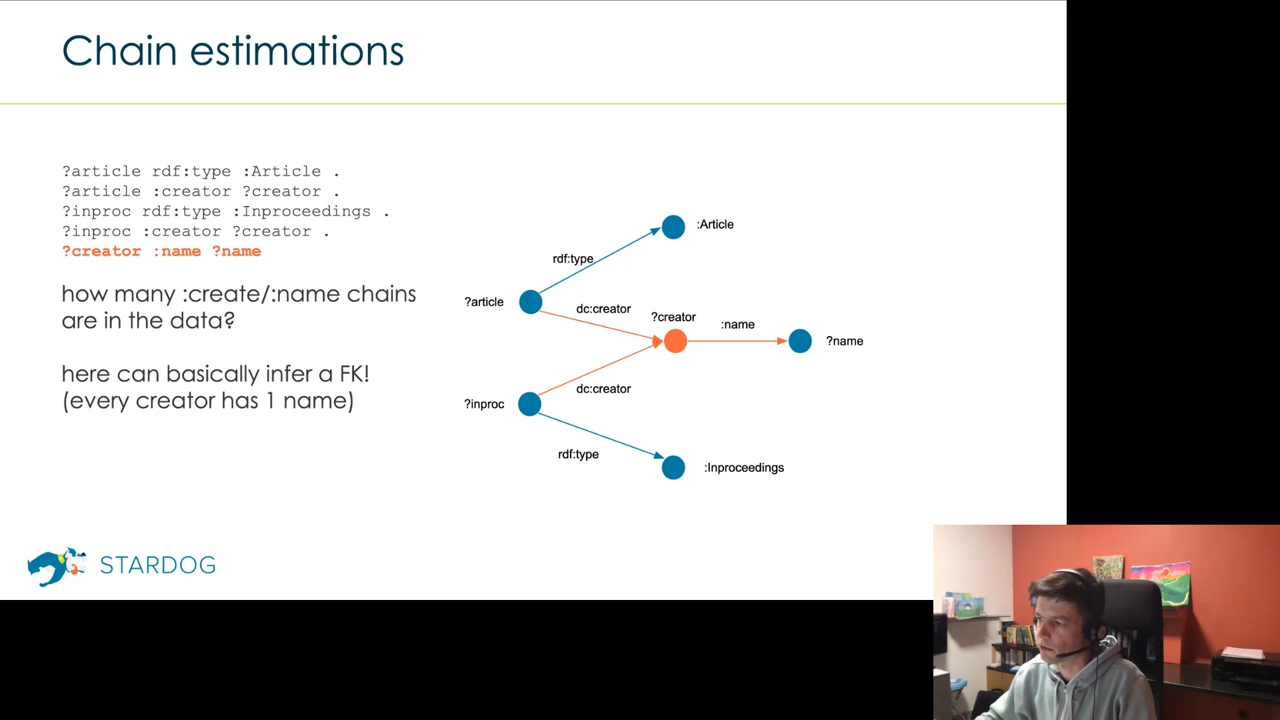 Chain estimations
?article rdf:type :Article .
?article :creator ?creator .
?inproc rdf:type :Inproceedings .
?inproc :creator ?creator .
?creator :name ?name
how many :create/:name chains
are in the data?
here can basically infer a FK!
(every creator has 1 name)
:Article
rdf:type
?article
dc:creator
?creator
:name
?name
dc:creator
?inproc
rdf:type
:Inproceedings
STARDOG